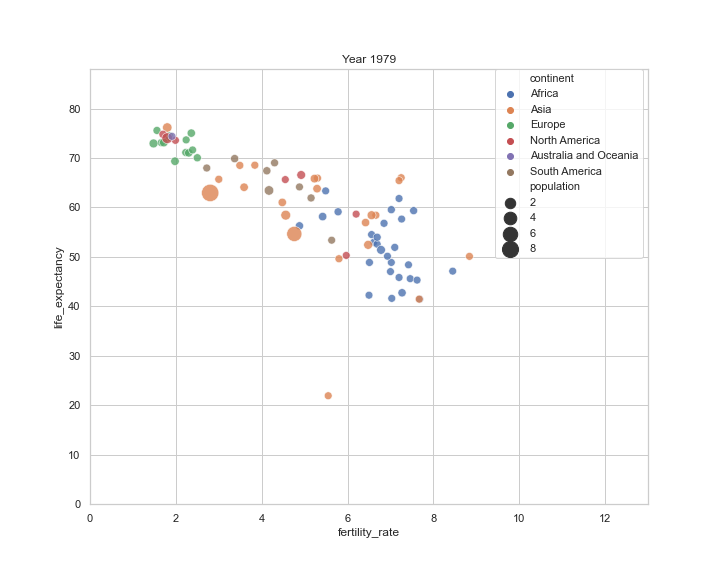 Year 1979
continent
Africa
Asia
Europe
North America
Australia and Oceania
South America
population
2
4
6
8
life_expectancy
80
70
60
50
40
30
20
10
0
0 2 4 6 8 10 12
fertility_rate